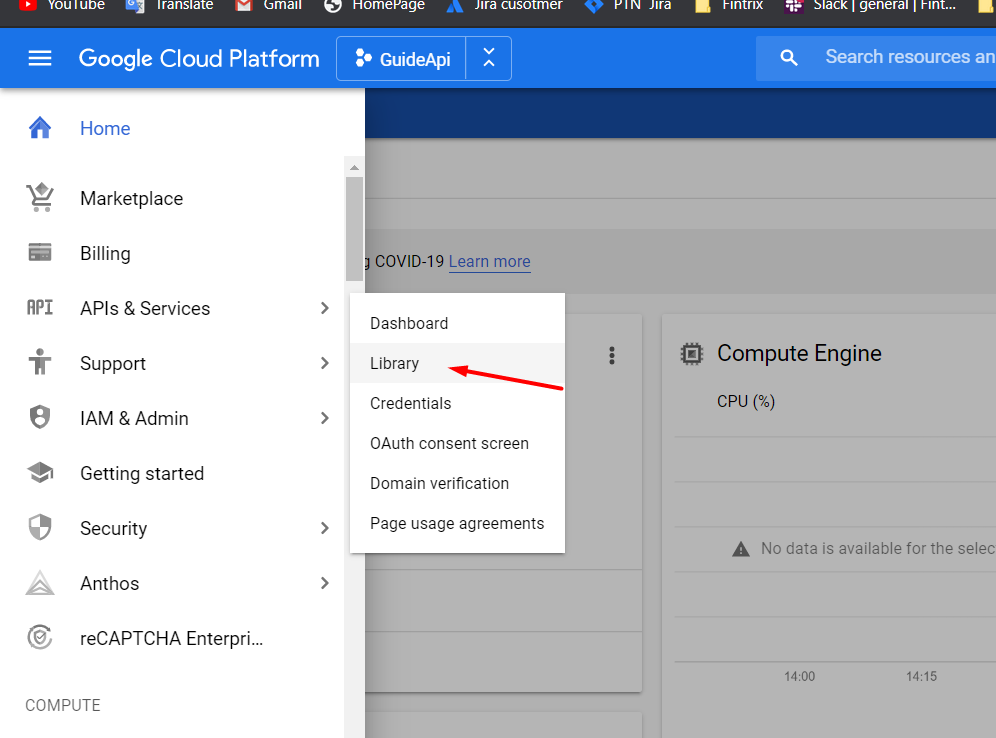 YouTube Translate Gmail HomePage Jira cusotmer PTN Jira Fintrix Slack | general | Fint...
Google Cloud Platform GuideApi Search resources an
Home
Marketplace
Billing
g COVID-19 Learn more
API APIs & Services
Dashboard
Support
Library
IAM & Admin
Credentials
Getting started
OAuth consent screen
Security
Domain verification
Anthos
Page usage agreements
reCAPTCHA Enterpri...
COMPUTE
Compute Engine
CPU (%)
No data is available for the selec
14:00 14:15